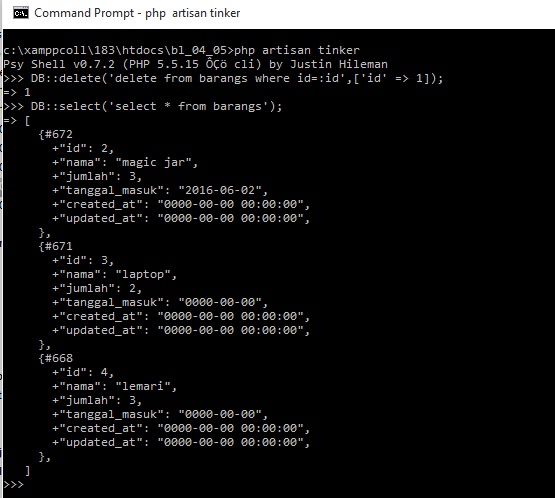 Command Prompt - php  artisan tinker
c:\xamppcoll\183\htdocs\bl_04_05>php artisan tinker
Psy Shell v0.7.2 (PHP 5.5.15 ÔÇö cli) by Justin Hileman
>>> DB::delete('delete from barangs where id=:id',['id' => 1]);
=> 1
>>> DB::select('select * from barangs');
=> [
     {#672
       +"id": 2,
       +"nama": "magic jar",
       +"jumlah": 3,
       +"tanggal_masuk": "2016-06-02",
       +"created_at": "0000-00-00 00:00:00",
       +"updated_at": "0000-00-00 00:00:00",
     },
     {#671
       +"id": 3,
       +"nama": "laptop",
       +"jumlah": 2,
       +"tanggal_masuk": "0000-00-00",
       +"created_at": "0000-00-00 00:00:00",
       +"updated_at": "0000-00-00 00:00:00",
     },
     {#668
       +"id": 4,
       +"nama": "lemari",
       +"jumlah": 3,
       +"tanggal_masuk": "0000-00-00",
       +"created_at": "0000-00-00 00:00:00",
       +"updated_at": "0000-00-00 00:00:00",
     },
   ]
>>>